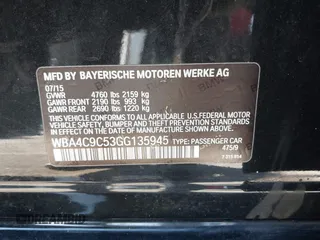 MFD BY BAYERISCHE MOTOREN WERKE AG
07/15
GVWR 4760 lbs 2159 kg
GAWR FRONT 2190 lbs 993 kg
GAWR REAR 2690 lbs 1220 kg
THIS VEHICLE CONFORMS TO ALL APPLICABLE
U.S. FEDERAL MOTOR VEHICLE SAFETY, BUMPER
AND THEFT PREVENTION STANDARDS IN EFFECT
ON THE DATE OF MANUFACTURE SHOWN ABOVE.
WBA4C9C53GG135945 TYPE: PASSENGER CAR
475/9